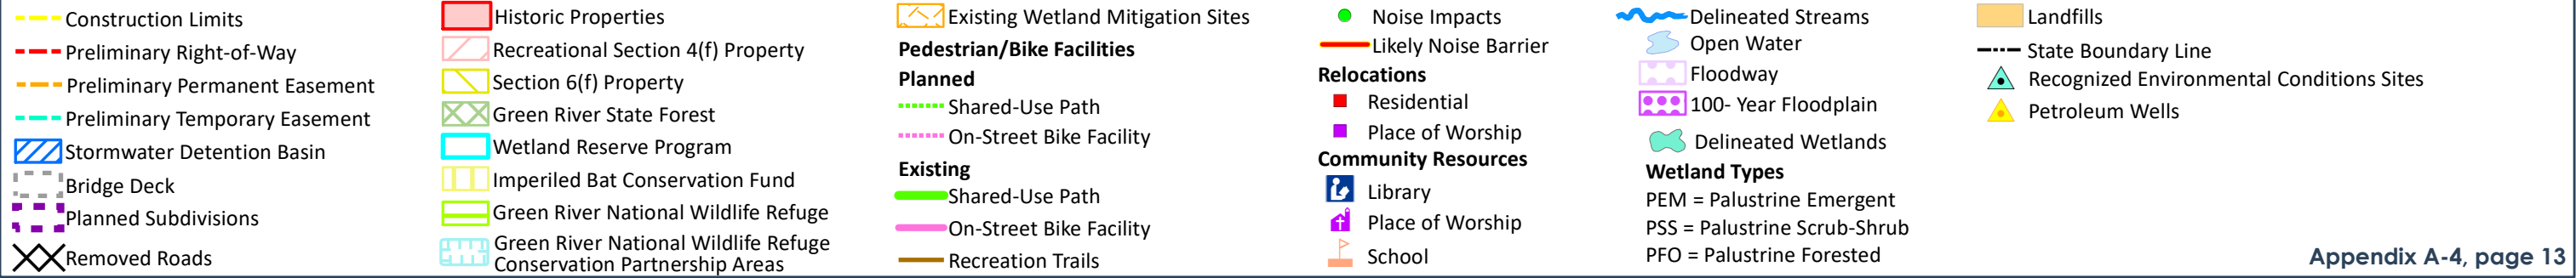 Construction Limits
Preliminary Right-of-Way
Preliminary Permanent Easement
Preliminary Temporary Easement
Stormwater Detention Basin
Bridge Deck
Planned Subdivisions
Removed Roads
Historic Properties
Recreational Section 4(f) Property
Section 6(f) Property
Green River State Forest
Wetland Reserve Program
Imperiled Bat Conservation Fund
Green River National Wildlife Refuge
Green River National Wildlife Refuge
Conservation Partnership Areas
Existing Wetland Mitigation Sites
Pedestrian/Bike Facilities
Planned
Shared-Use Path
On-Street Bike Facility
Existing
Shared-Use Path
On-Street Bike Facility
Recreation Trails
Noise Impacts
Likely Noise Barrier
Relocations
Residential
Place of Worship
Community Resources
Library
Place of Worship
School
Delineated Streams
Open Water
Floodway
100- Year Floodplain
Delineated Wetlands
Wetland Types
PEM = Palustrine Emergent
PSS = Palustrine Scrub-Shrub
PFO = Palustrine Forested
Landfills
State Boundary Line
Recognized Environmental Conditions Sites
Petroleum Wells
Appendix A-4, page 13